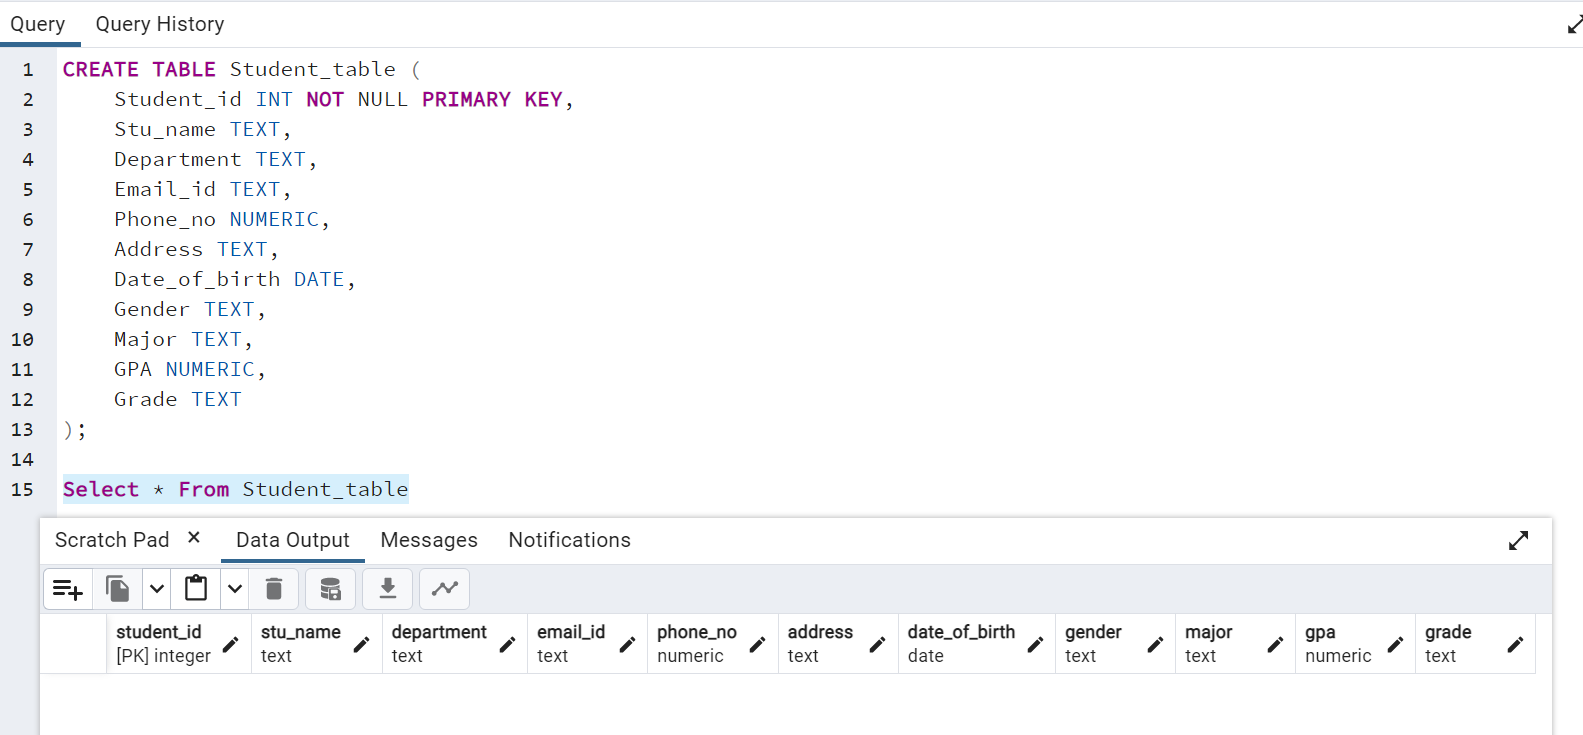 Query Query History
1 CREATE TABLE Student_table (
2 Student_id INT NOT NULL PRIMARY KEY,
3 Stu_name TEXT,
4 Department TEXT,
5 Email_id TEXT,
6 Phone_no NUMERIC,
7 Address TEXT,
8 Date_of_birth DATE,
9 Gender TEXT,
10 Major TEXT,
11 GPA NUMERIC,
12 Grade TEXT
13 );
14
15 Select * From Student_table
Scratch Pad × Data Output Messages Notifications
student_id stu_name department email_id phone_no address date_of_birth gender major gpa grade
[PK] integer text text text numeric text date text text numeric text